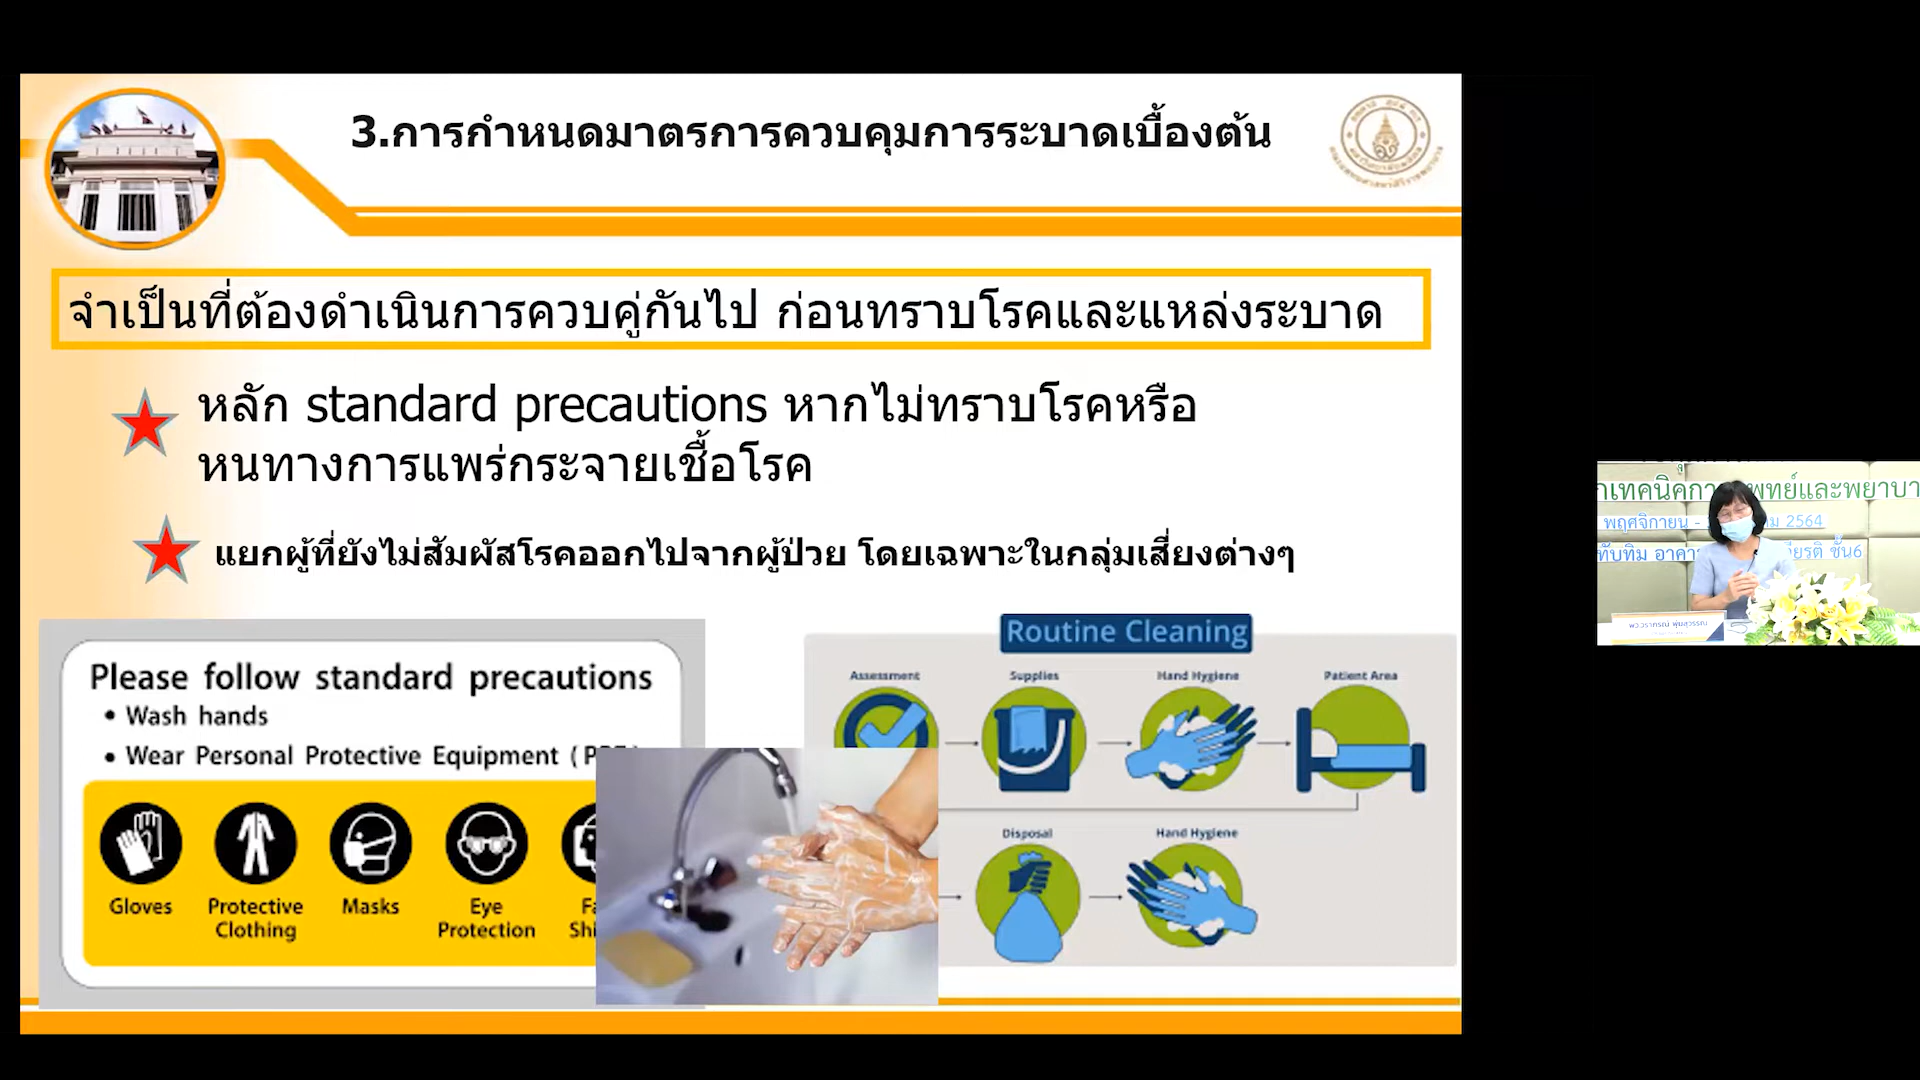 3.การกำหนดมาตรการควบคุมการระบาดเบื้องต้น
จำเป็นที่ต้องดำเนินการควบคู่กันไป ก่อนทราบโรคและแหล่งระบาด
หลัก standard precautions หากไม่ทราบโรคหรือ
หนทางการแพร่กระจายเชื้อโรค
แยกผู้ที่ยังไม่สัมผัสโรคออกไปจากผู้ป่วย โดยเฉพาะในกลุ่มเสี่ยงต่างๆ
Please follow standard precautions
• Wash hands
• Wear Personal Protective Equipment (
Gloves
Protective
Clothing
Masks
Eye
Protection
Fa
Shi
Routine Cleaning
Assessment
Supplies
Hand Hygiene
Patient Area
Disposal
Hand Hygiene
พฤศจิกายน - 2564
ทับทิม ชั้น6